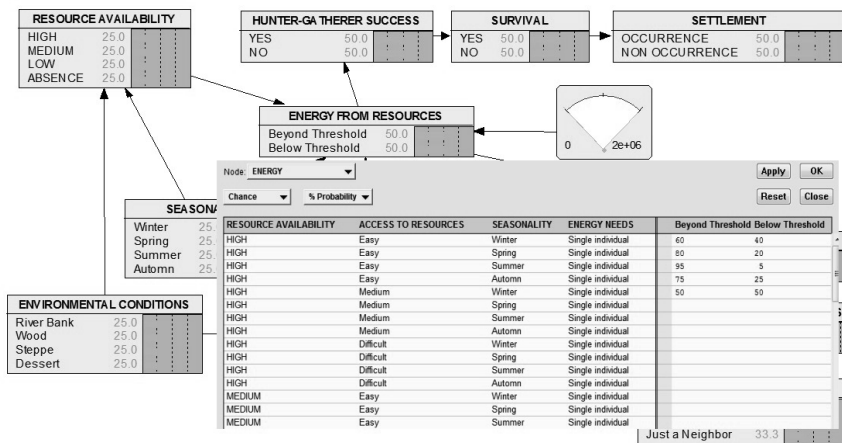 RESOURCE AVAILABILITY
HIGH 25.0
MEDIUM 25.0
LOW 25.0
ABSENCE 25.0
HUNTER-GATHERER SUCCESS
YES 50.0
NO 50.0
SURVIVAL
YES 50.0
NO 50.0
SETTLEMENT
OCCURRENCE 50.0
NON OCCURRENCE 50.0
ENERGY FROM RESOURCES
Beyond Threshold 50.0
Below Threshold 50.0
0 2e+06
SEASONA
Winter 25.
Spring 25.
Summer 25.
Automn 25.
ENVIRONMENTAL CONDITIONS
River Bank 25.0
Wood 25.0
Steppe 25.0
Dessert 25.0
Node: ENERGY Apply OK
Chance % Probability Reset Close
RESOURCE AVAILABILITY ACCESS TO RESOURCES SEASONALITY ENERGY NEEDS Beyond Threshold Below Threshold
HIGH Easy Winter Single individual 60 40
HIGH Easy Spring Single individual 80 20
HIGH Easy Summer Single individual 95 5
HIGH Easy Automn Single individual 75 25
HIGH Medium Winter Single individual 50 50
HIGH Medium Spring Single individual
HIGH Medium Summer Single individual
HIGH Medium Automn Single individual
HIGH Difficult Winter Single individual
HIGH Difficult Spring Single individual
HIGH Difficult Summer Single individual
HIGH Difficult Automn Single individual
MEDIUM Easy Winter Single individual
MEDIUM Easy Spring Single individual
MEDIUM Easy Summer Single individual
Just a Neighbor 33.3